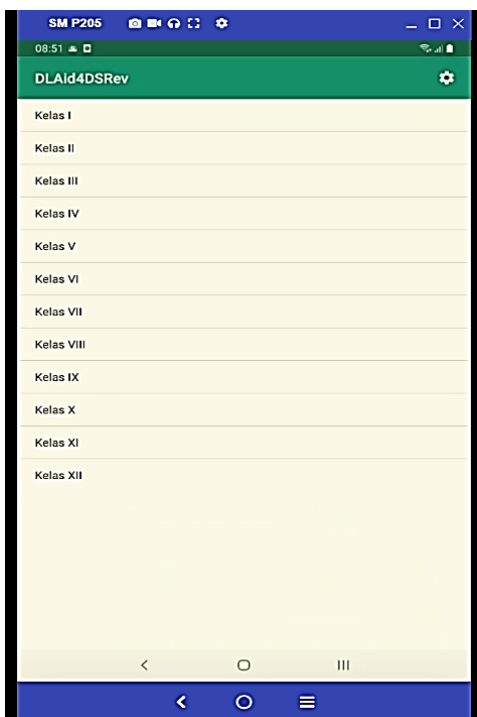 SM P205
08:51
DLAid4DSRev
Kelas I
Kelas II
Kelas III
Kelas IV
Kelas V
Kelas VI
Kelas VII
Kelas VIII
Kelas IX
Kelas X
Kelas XI
Kelas XII